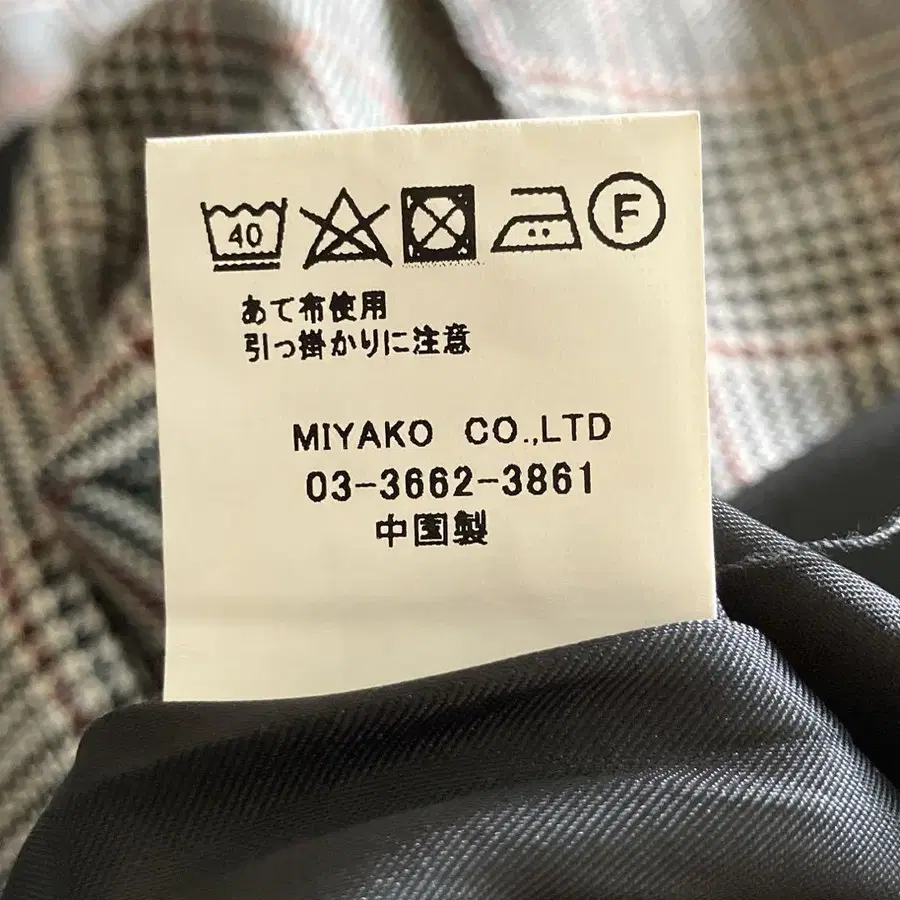 40
F
あて布使用
引っ掛かりに注意
MIYAKO CO.,LTD
03-3662-3861
中国製